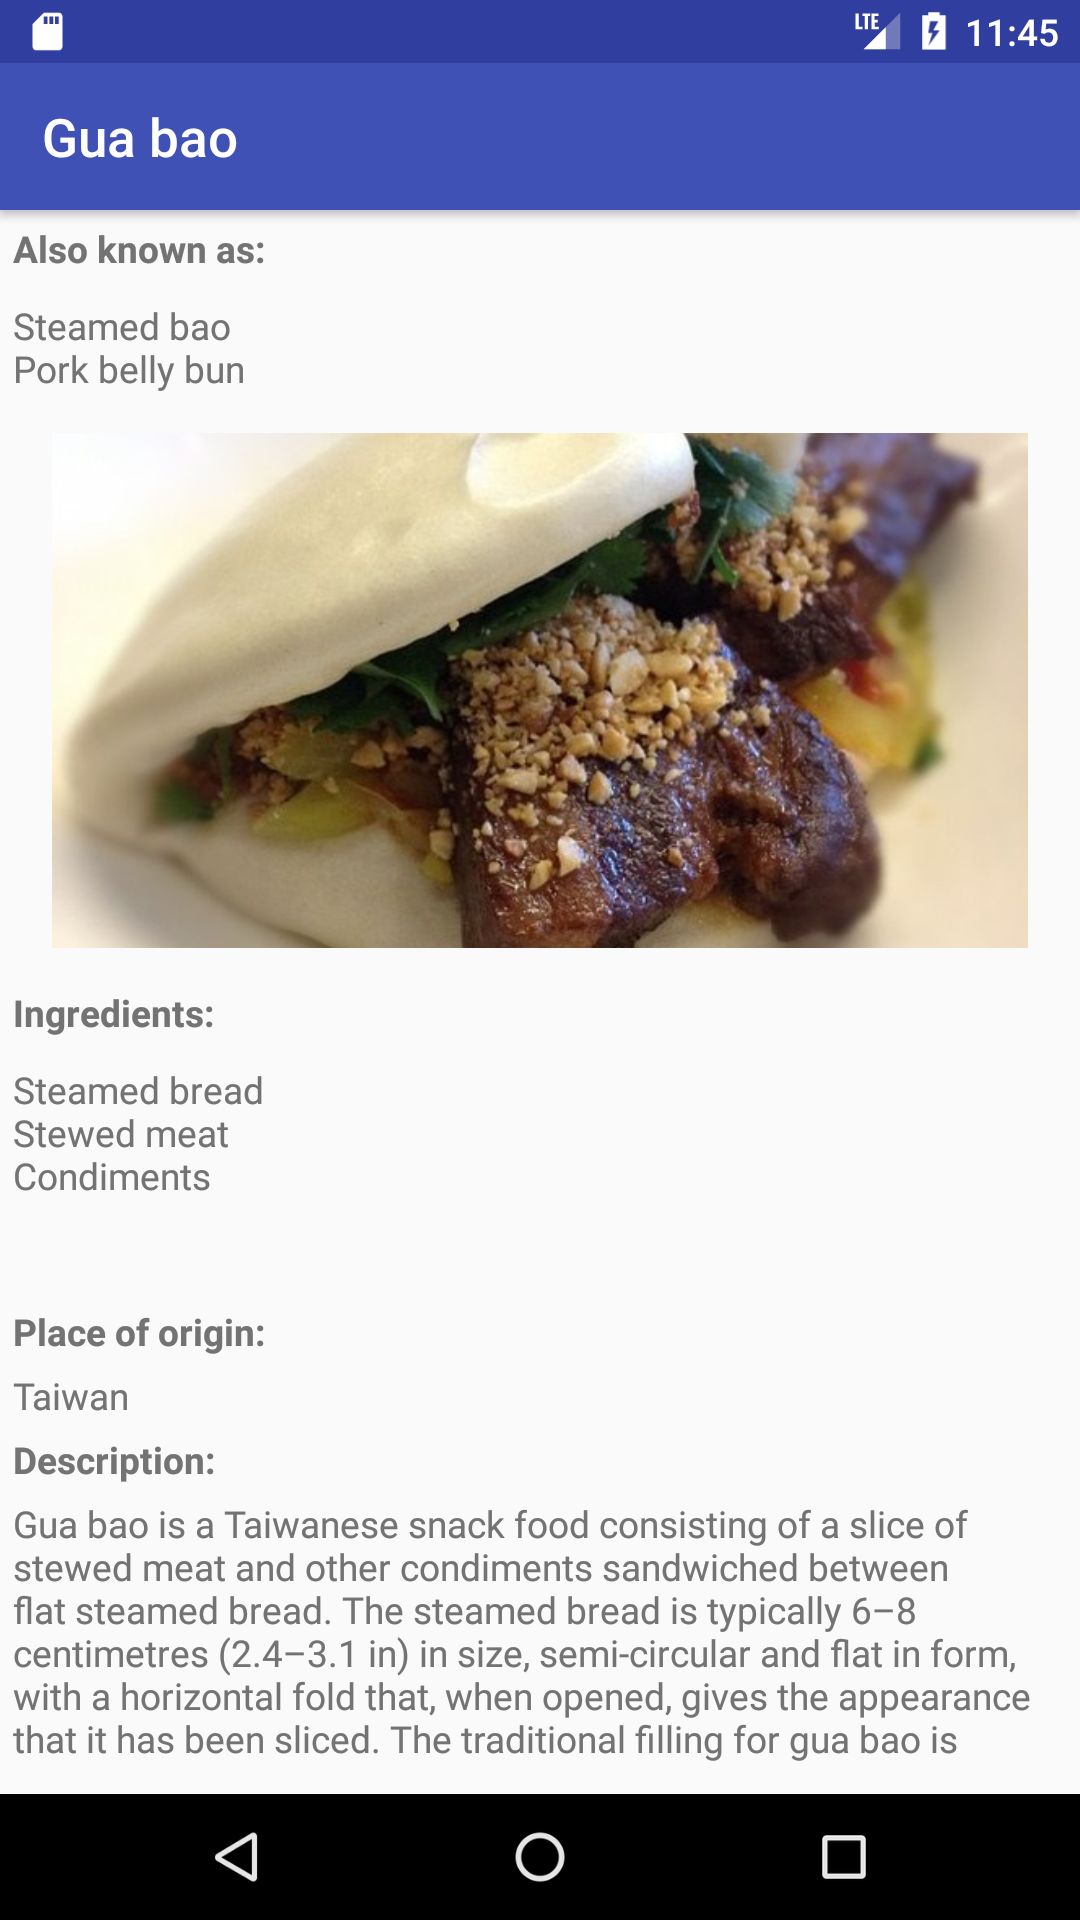 LTE 11:45
Gua bao
Also known as:
Steamed bao
Pork belly bun
Ingredients:
Steamed bread
Stewed meat
Condiments
Place of origin:
Taiwan
Description:
Gua bao is a Taiwanese snack food consisting of a slice of
stewed meat and other condiments sandwiched between
flat steamed bread. The steamed bread is typically 6–8
centimetres (2.4–3.1 in) in size, semi-circular and flat in form,
with a horizontal fold that, when opened, gives the appearance
that it has been sliced. The traditional filling for gua bao is